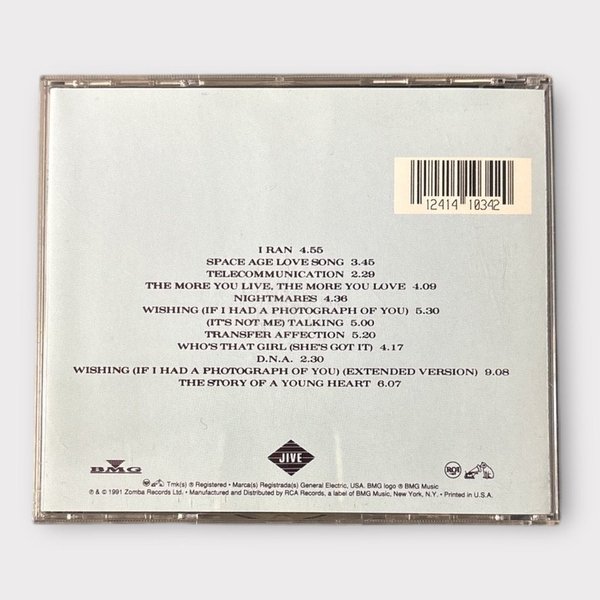 12414 10342
I RAN 4.55
SPACE AGE LOVE SONG 3.45
TELECOMMUNICATION 2.29
THE MORE YOU LIVE, THE MORE YOU LOVE 4.09
NIGHTMARES 4.36
WISHING (IF I HAD A PHOTOGRAPH OF YOU) 5.30
(IT'S NOT ME) TALKING 5.00
TRANSFER AFFECTION 5.20
WHO'S THAT GIRL (SHE'S GOT IT) 4.17
D.N.A. 2.30
WISHING (IF I HAD A PHOTOGRAPH OF YOU) (EXTENDED VERSION) 9.08
THE STORY OF A YOUNG HEART 6.07
BMG
JIVE
RCA
Tmk(s) ® Registered • Marca(s) Registrada(s) General Electric, USA. BMG logo ® BMG Music
℗ & © 1991 Zomba Records Ltd. • Manufactured and Distributed by RCA Records, a label of BMG Music, New York, N.Y. • Printed in U.S.A.